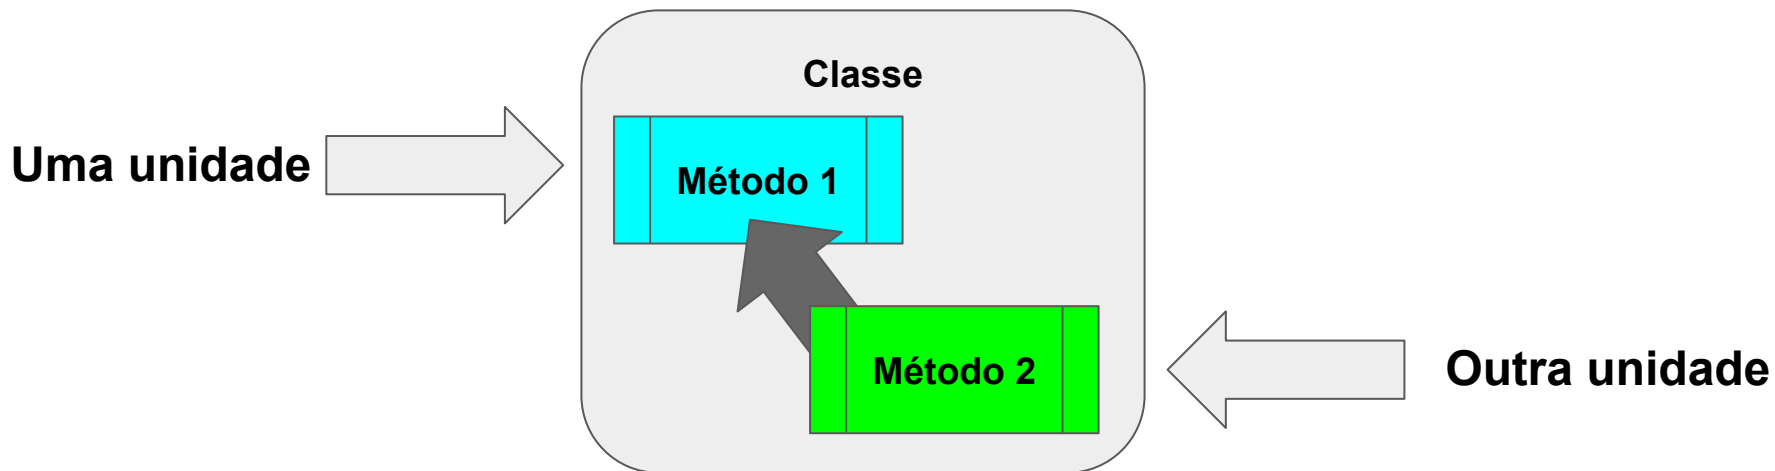 Classe
Uma unidade
Método 1
Método 2
Outra unidade